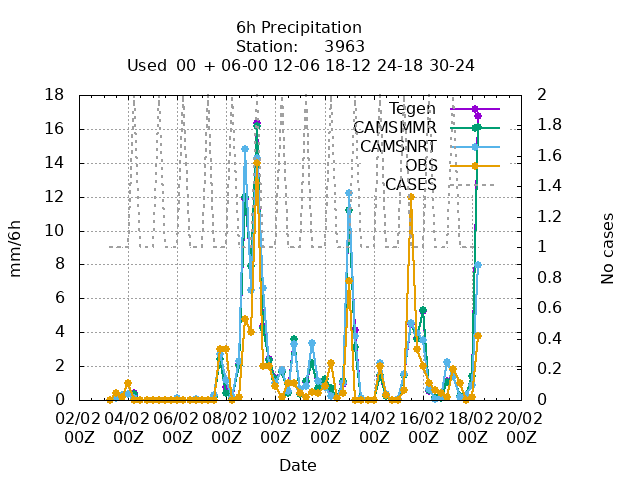 6h Precipitation
Station: 3963
Used 00 + 06-00 12-06 18-12 24-18 30-24
18 2
16 1.8
14 1.6
12 1.4
10 1.2
8 1
6 0.8
4 0.6
2 0.4
0 0.2
0
mm/6h
No cases
Tegen
CAMSMMR
CAMSNRT
OBS
CASES
02/02 04/02 06/02 08/02 10/02 12/02 14/02 16/02 18/02 20/02
00Z 00Z 00Z 00Z 00Z 00Z 00Z 00Z 00Z 00Z
Date